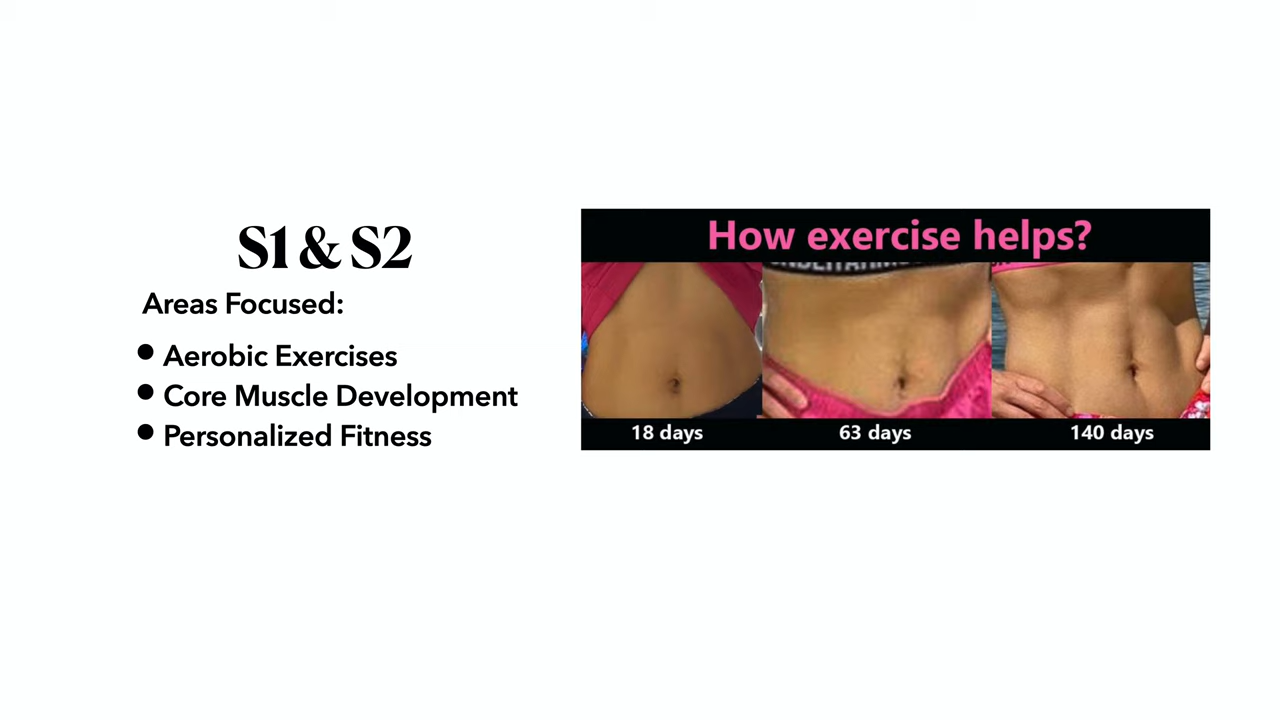 S1 & S2
Areas Focused:
● Aerobic Exercises
● Core Muscle Development
● Personalized Fitness
How exercise helps?
18 days
63 days
140 days